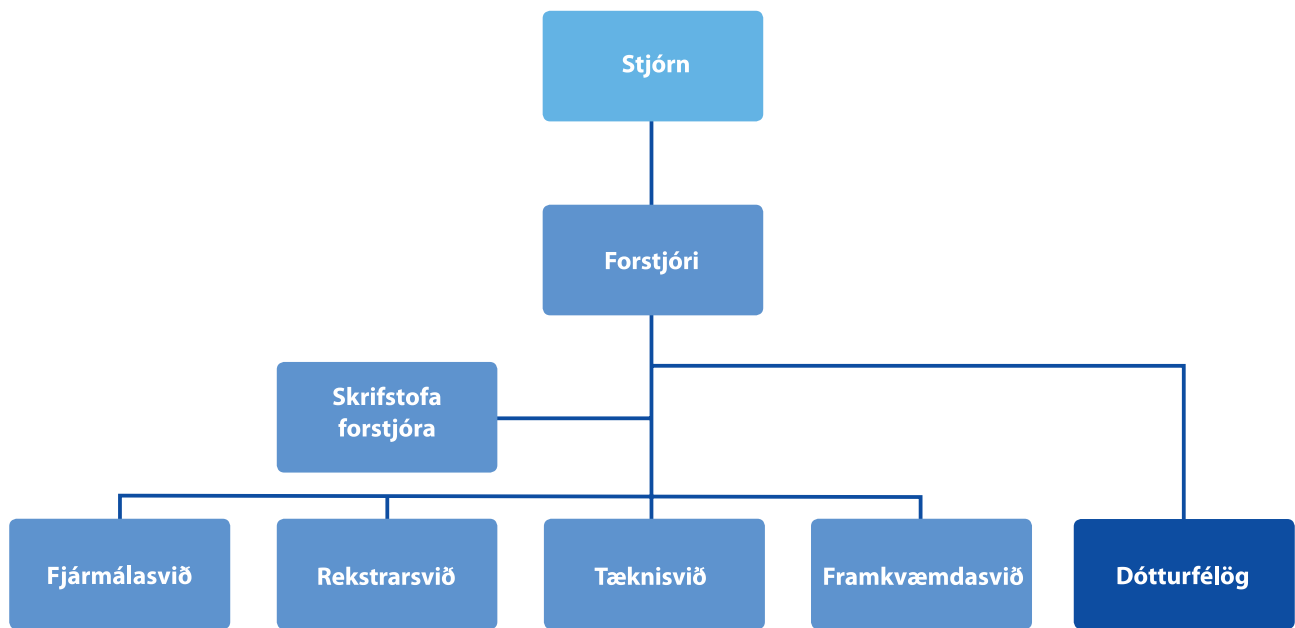 Stjórn
Forstjóri
Skrifstofa
forstjóra
Fjármálasvið
Rekstrarsvið
Tæknisvið
Framkvæmdasvið
Dótturfélög